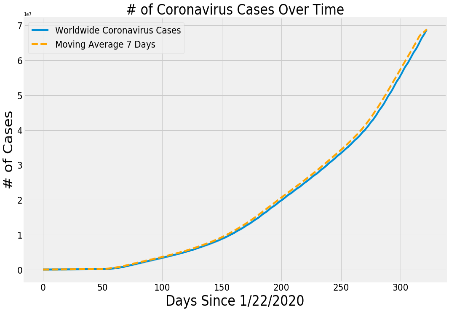 # of Coronavirus Cases Over Time
1e7
Worldwide Coronavirus Cases
Moving Average 7 Days
7
6
5
4
3
2
1
0
# of Cases
0 50 100 150 200 250 300
Days Since 1/22/2020